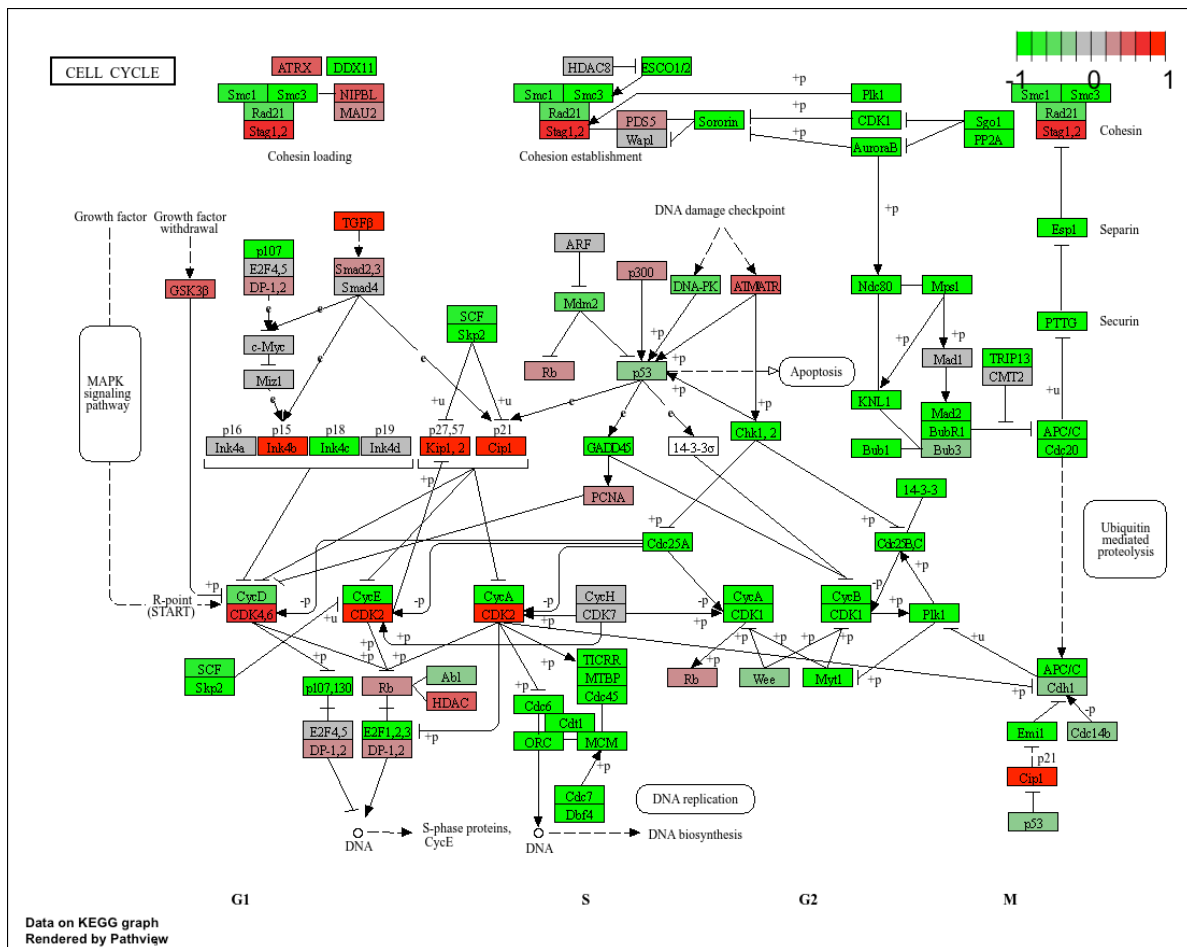 CELL CYCLE
-1 0 1
ATRX DDX11
Smc1 Smc3 NIPBL
Rad21 MAU2
Stag1,2
Cohesin loading
HDAC8 ESCO1/2
Smc1 Smc3
Rad21
Stag1,2
PDS5
Wapl
Sororin
Cohesion establishment
+p
Plk1
+p
CDK1
+p
AuroraB
Sgo1
PP2A
Smc1 Smc3
Rad21
Stag1,2
Cohesin
+p
Growth factor
Growth factor
withdrawal
TGFβ
DNA damage checkpoint
Esp1
Separin
p107
E2F4,5
DP-1,2
Smad2,3
Smad4
ARF
p300
DNA-PK
ATM/ATR
GSK3β
Mdm2
Ndc80
Mps1
SCF
Skp2
PTTG
Securin
e
e
c-Myc
Miz1
+p
+p
+p
+p
Mad1
TRIP13
CMT2
MAPK
signaling
pathway
Rb
p53
Apoptosis
e
e
e
+u
+u
+p
+p
e
e
e
KNL1
+u
Mad2
BubR1
Bub3
Bub1
APC/C
Cdc20
p16
Ink4a
p15
Ink4b
p18
Ink4c
p19
Ink4d
p27,57
Kip1, 2
p21
Cip1
GADD45
14-3-3σ
Chk1, 2
+p
PCNA
14-3-3
+p
Cdc25A
+p
Cdc25B,C
Ubiquitin
mediated
proteolysis
R-point
(START)
+p
CycD
CDK4,6
-p
CycE
CDK2
-p
CycA
CDK2
-p
+p
CycH
CDK7
-p
+p
CycA
CDK1
CycB
CDK1
-p
+p
+p
Plk1
+u
+u
SCF
Skp2
+p
+p
+p
+p
+p
p107,130
Rb
Abl
HDAC
TICRR
MTBP
Cdc45
+p
Rb
Wee
Myt1
+p
APC/C
Cdh1
+p
-p
E2F4,5
DP-1,2
E2F1,2,3
DP-1,2
+p
+p
Cdc6
Cdt1
ORC
MCM
+p
Emi1
Cdc14b
p21
Cip1
p53
Cdc7
Dbf4
DNA replication
DNA
S-phase proteins,
CycE
DNA
DNA biosynthesis
G1 S G2 M
Data on KEGG graph
Rendered by Pathview